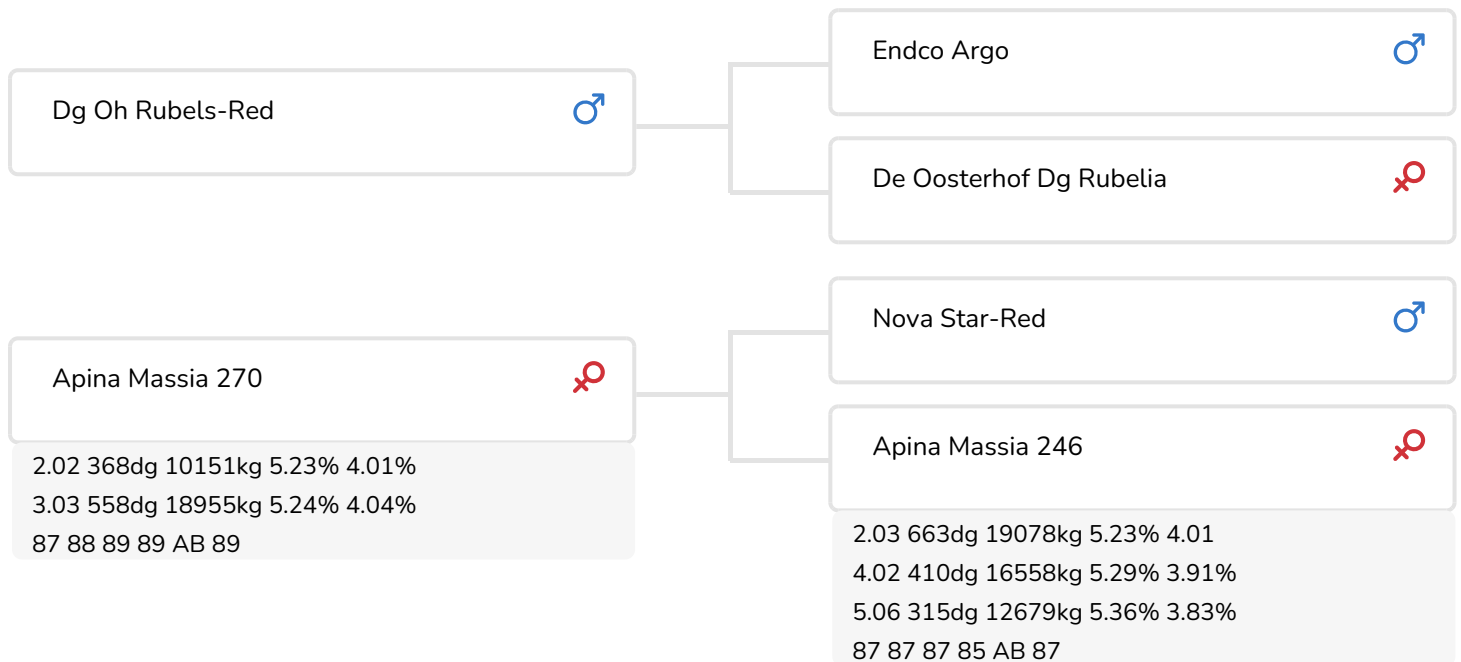 Dg Oh Rubels-Red
Endco Argo
De Oosterhof Dg Rubelia
Apina Massia 270
2.02 368dg 10151kg 5.23% 4.01%
3.03 558dg 18955kg 5.24% 4.04%
87 88 89 89 AB 89
Nova Star-Red
Apina Massia 246
2.03 663dg 19078kg 5.23% 4.01
4.02 410dg 16558kg 5.29% 3.91%
5.06 315dg 12679kg 5.36% 3.83%
87 87 87 85 AB 87